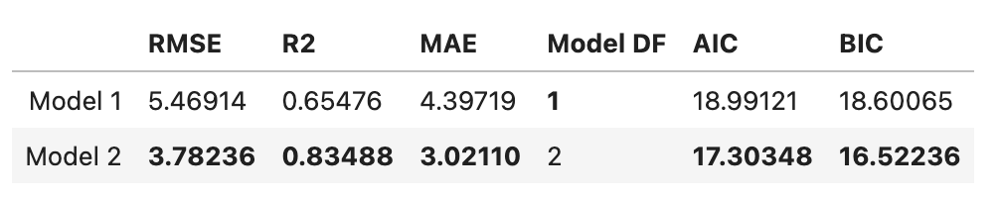 RMSE R2 MAE Model DF AIC BIC
Model 1 5.46914 0.65476 4.39719 1 18.99121 18.60065
Model 2 3.78236 0.83488 3.02110 2 17.30348 16.52236